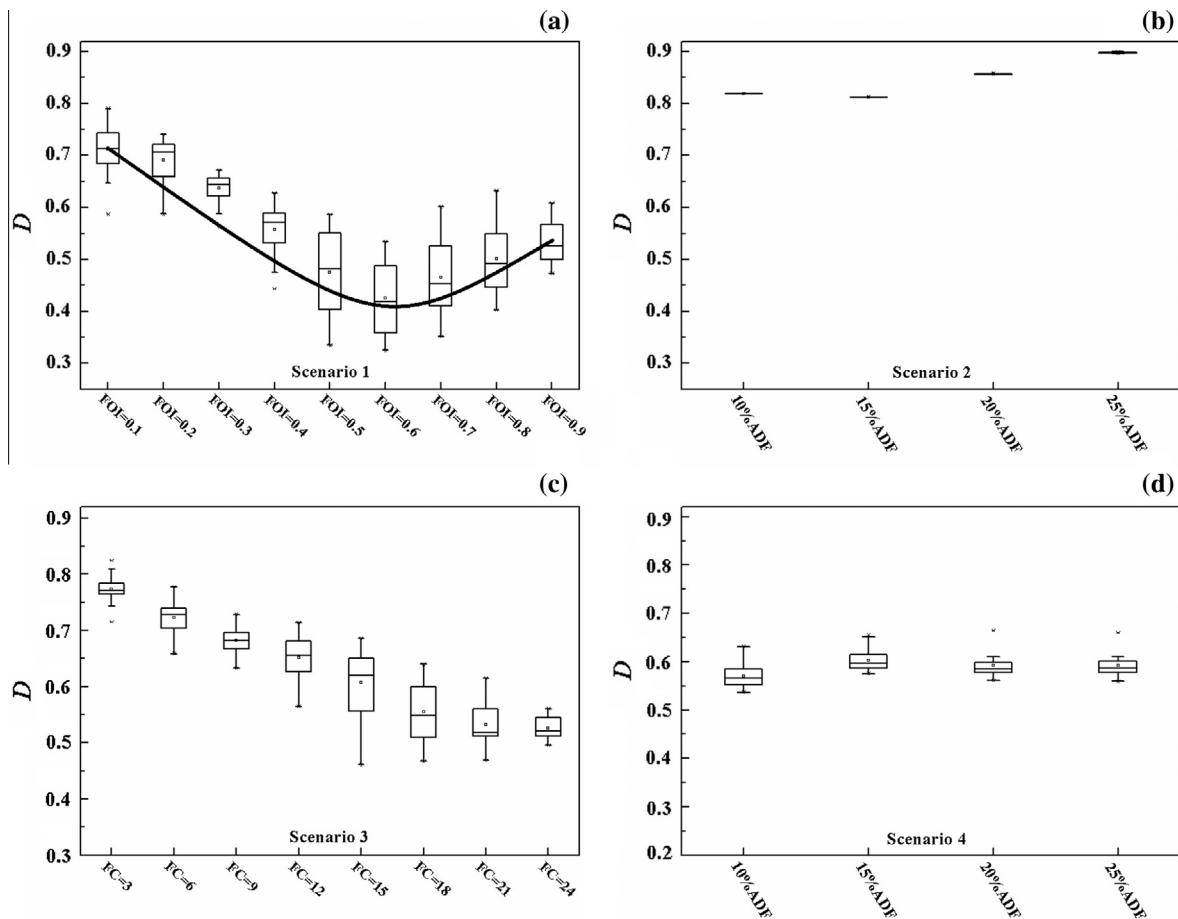 (a)
0.9
0.8
0.7
0.6
0.5
0.4
0.3
D
Scenario 1
FOI=0.1
FOI=0.2
FOI=0.3
FOI=0.4
FOI=0.5
FOI=0.6
FOI=0.7
FOI=0.8
FOI=0.9
(b)
0.9
0.8
0.7
0.6
0.5
0.4
0.3
D
Scenario 2
10%ADF
15%ADF
20%ADF
25%ADF
(c)
0.9
0.8
0.7
0.6
0.5
0.4
0.3
D
Scenario 3
FC=3
FC=6
FC=9
FC=12
FC=15
FC=18
FC=21
FC=24
(d)
0.9
0.8
0.7
0.6
0.5
0.4
0.3
0.2
D
Scenario 4
10%ADF
15%ADF
20%ADF
25%ADF